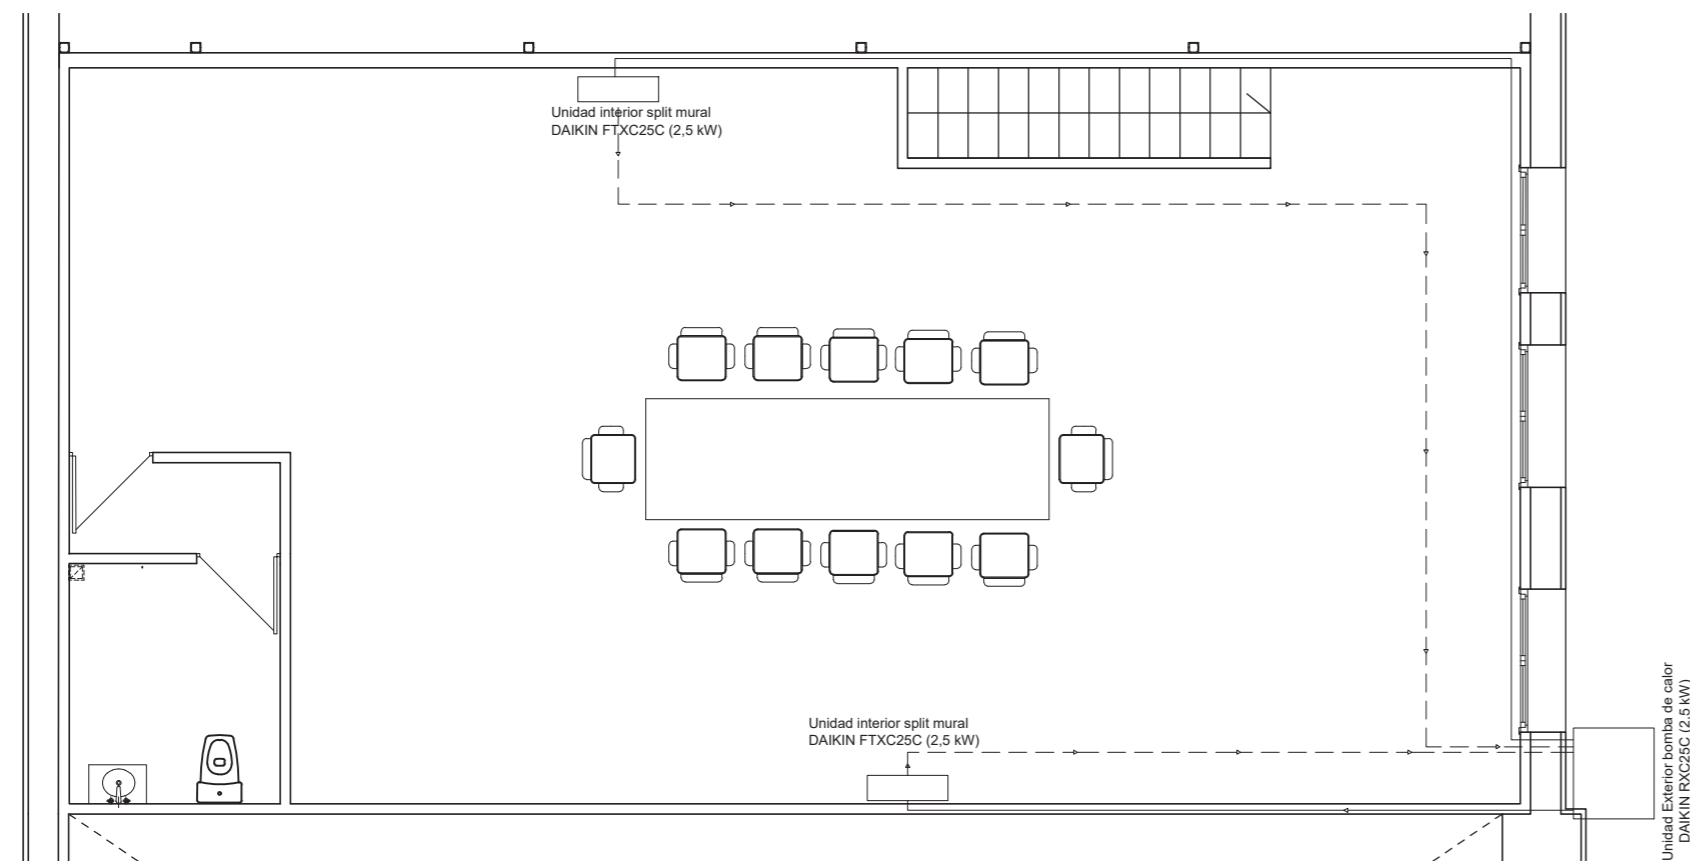 Unidad interior split mural
DAIKIN FTXC25C (2,5 kW)
Unidad interior split mural
DAIKIN FTXC25C (2,5 kW)
Unidad Exterior bomba de calor
DAIKIN RXC25C (2,5 kW)